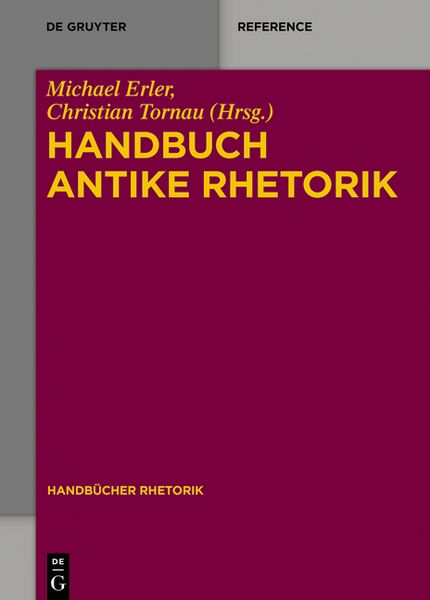 DE GRUYTER
REFERENCE
Michael Erler,
Christian Tornau (Hrsg.)
HANDBUCH
ANTIKE RHETORIK
HANDBÜCHER RHETORIK
DE
G